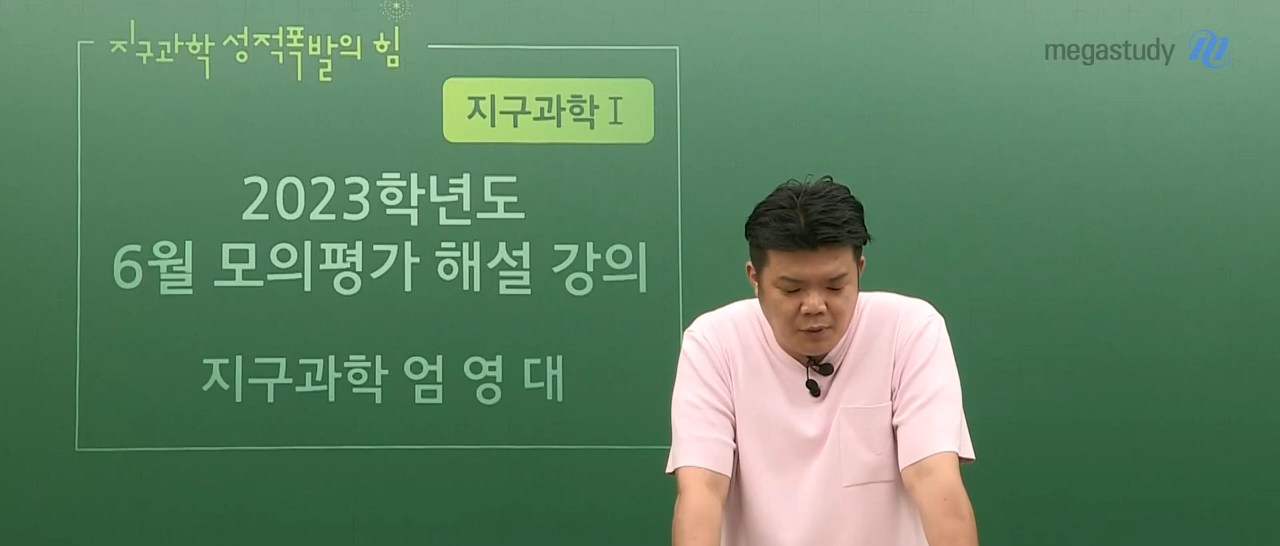 지구과학 성적폭발의 힘
megastudy
지구과학 I
2023학년도
6월 모의평가 해설 강의
지구과학 엄영대